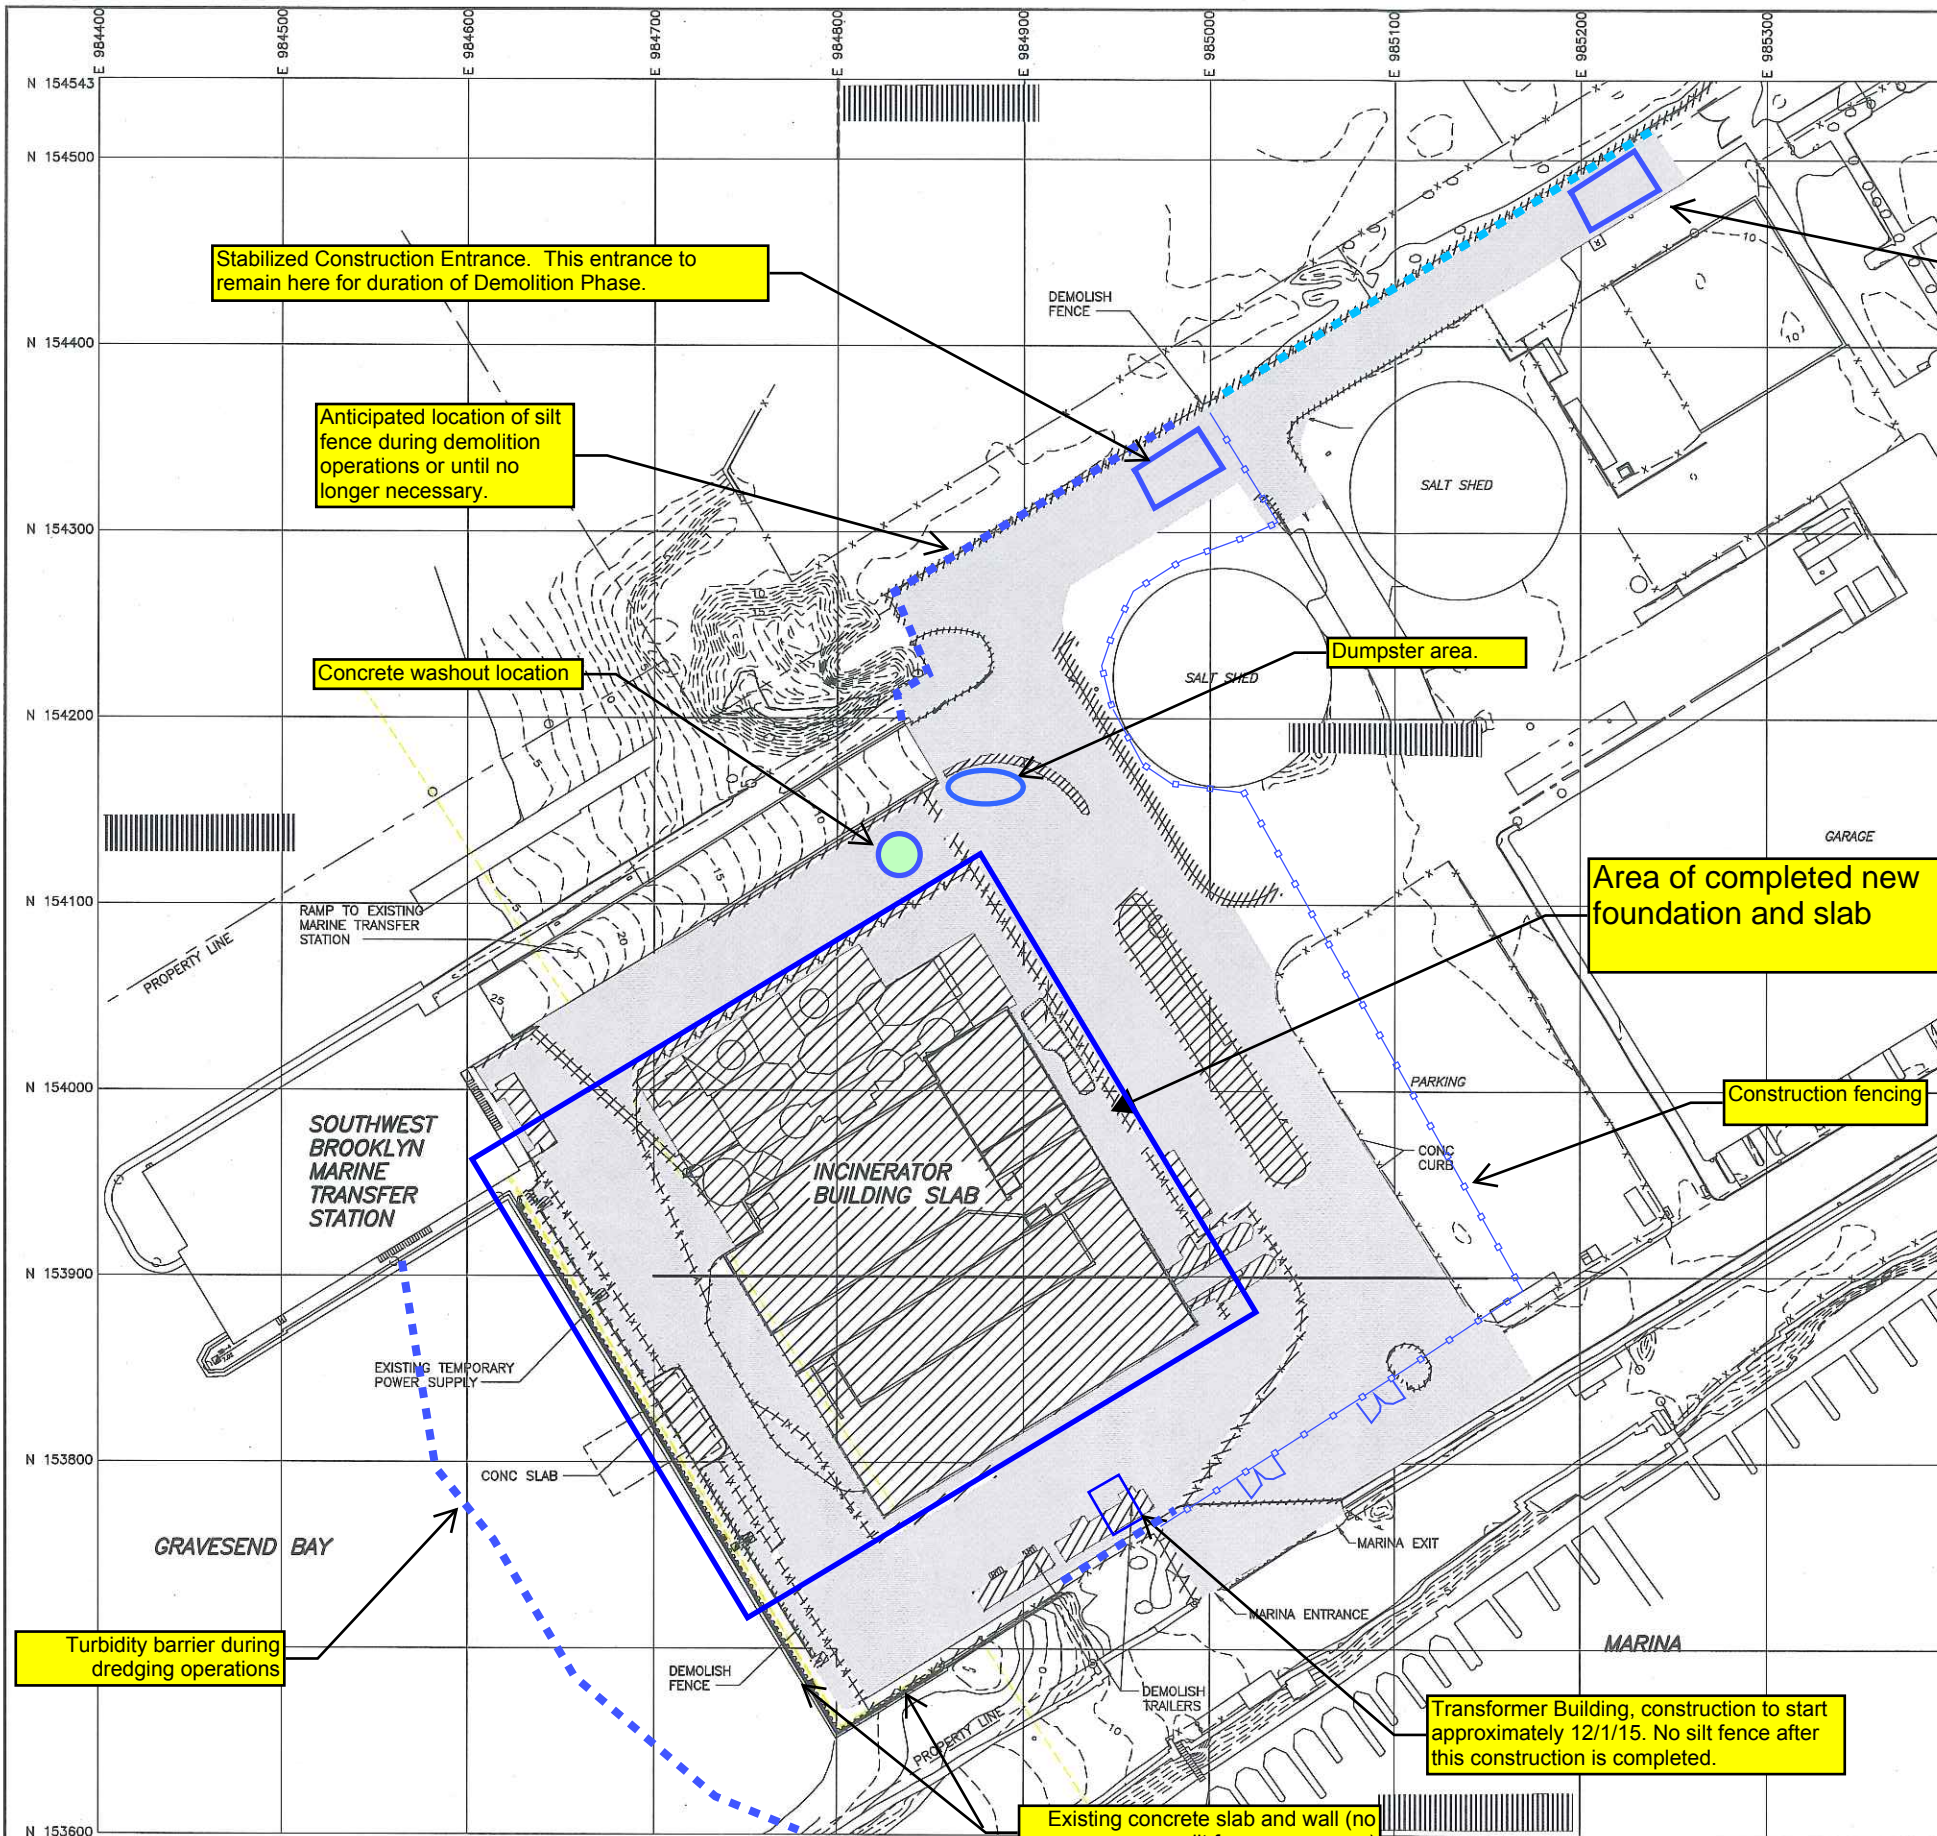 E 984400
E 984500
E 984600
E 984700
E 984800
E 984900
E 985000
E 985100
E 985200
E 985300
N 154543
N 154500
N 154400
N 154300
N 154200
N 154100
N 154000
N 153900
N 153800
N 153600
Stabilized Construction Entrance. This entrance to
remain here for duration of Demolition Phase.
DEMOLISH
FENCE
Anticipated location of silt
fence during demolition
operations or until no
longer necessary.
SALT SHED
Concrete washout location
Dumpster area.
SALT SHED
GARAGE
Area of completed new
foundation and slab
RAMP TO EXISTING
MARINE TRANSFER
STATION
PROPERTY LINE
PARKING
Construction fencing
SOUTHWEST
BROOKLYN
MARINE
TRANSFER
STATION
INCINERATOR
BUILDING SLAB
CONC
CURB
EXISTING TEMPORARY
POWER SUPPLY
CONC SLAB
GRAVESEND BAY
MARINA EXIT
MARINA ENTRANCE
MARINA
Turbidity barrier during
dredging operations
DEMOLISH
FENCE
DEMOLISH
TRAILERS
PROPERTY LINE
Transformer Building, construction to start
approximately 12/1/15. No silt fence after
this construction is completed.
Existing concrete slab and wall (no